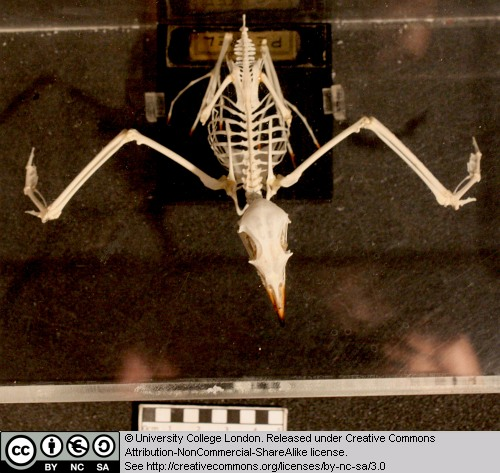 © University College London. Released under Creative Commons
Attribution-NonCommercial-ShareAlike license.
See http://creativecommons.org/licenses/by-nc-sa/3.0
CC BY NC SA